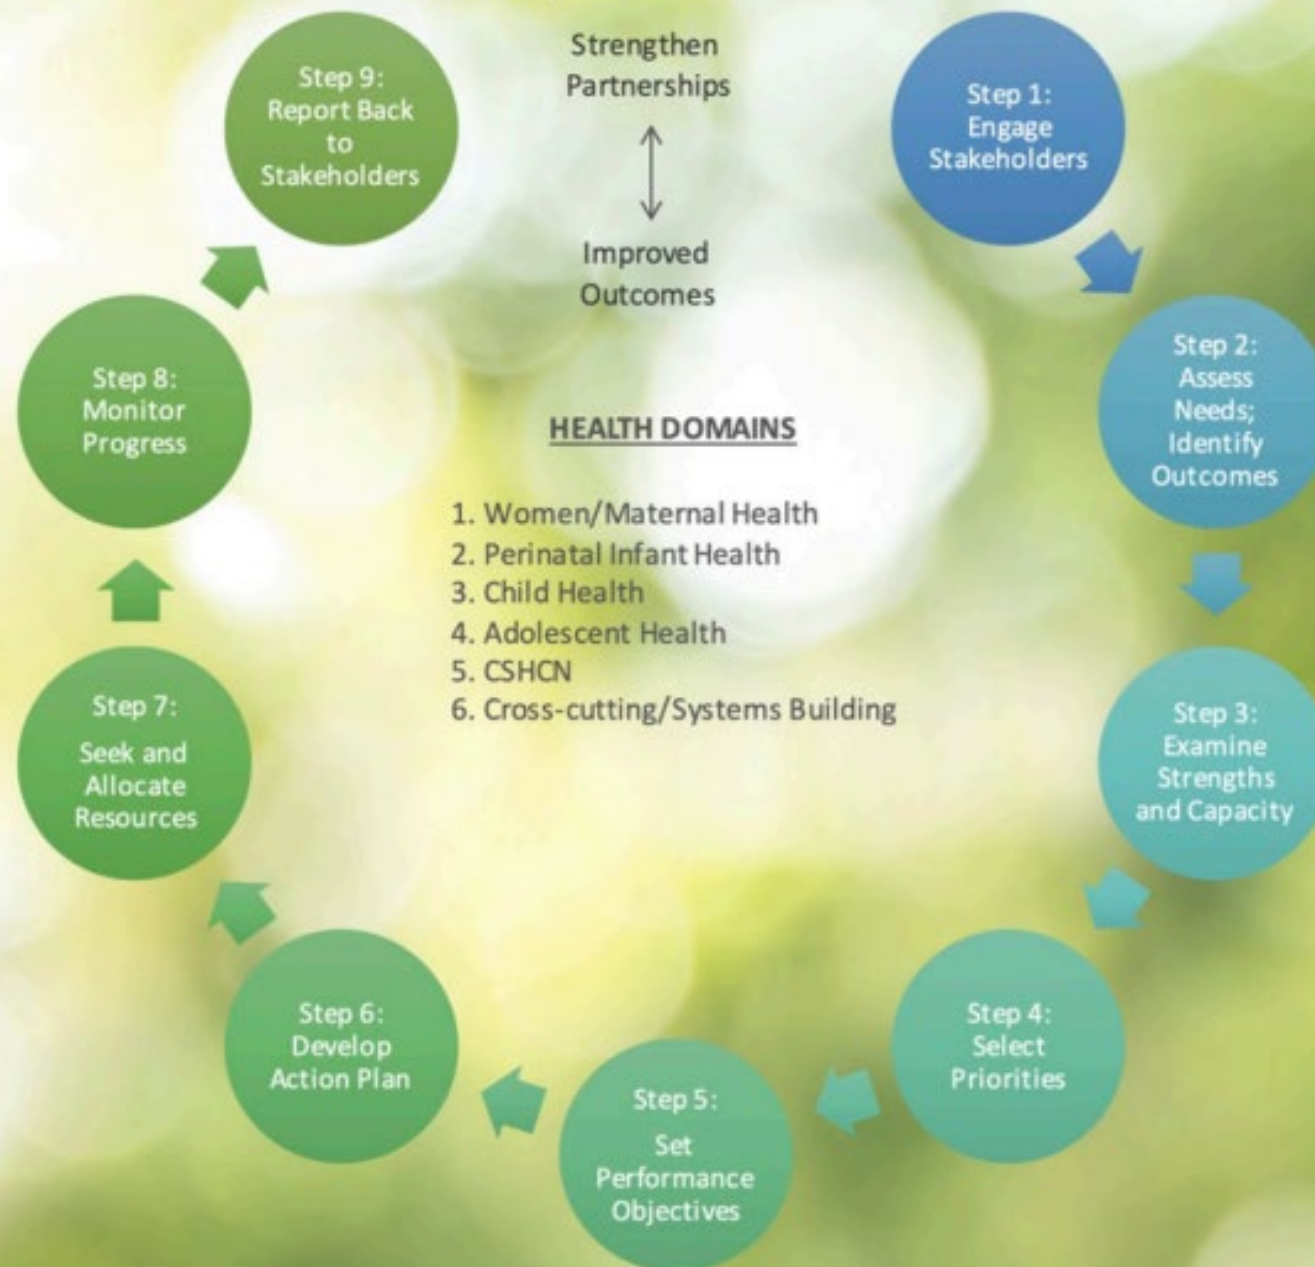 Strengthen
Partnerships
Improved
Outcomes
Step 1:
Engage
Stakeholders
Step 2:
Assess
Needs;
Identify
Outcomes
Step 3:
Examine
Strengths
and Capacity
Step 4:
Select
Priorities
Step 5:
Set
Performance
Objectives
Step 6:
Develop
Action Plan
Step 7:
Seek and
Allocate
Resources
Step 8:
Monitor
Progress
Step 9:
Report Back
to
Stakeholders
HEALTH DOMAINS
1. Women/Maternal Health
2. Perinatal Infant Health
3. Child Health
4. Adolescent Health
5. CSHCN
6. Cross-cutting/Systems Building